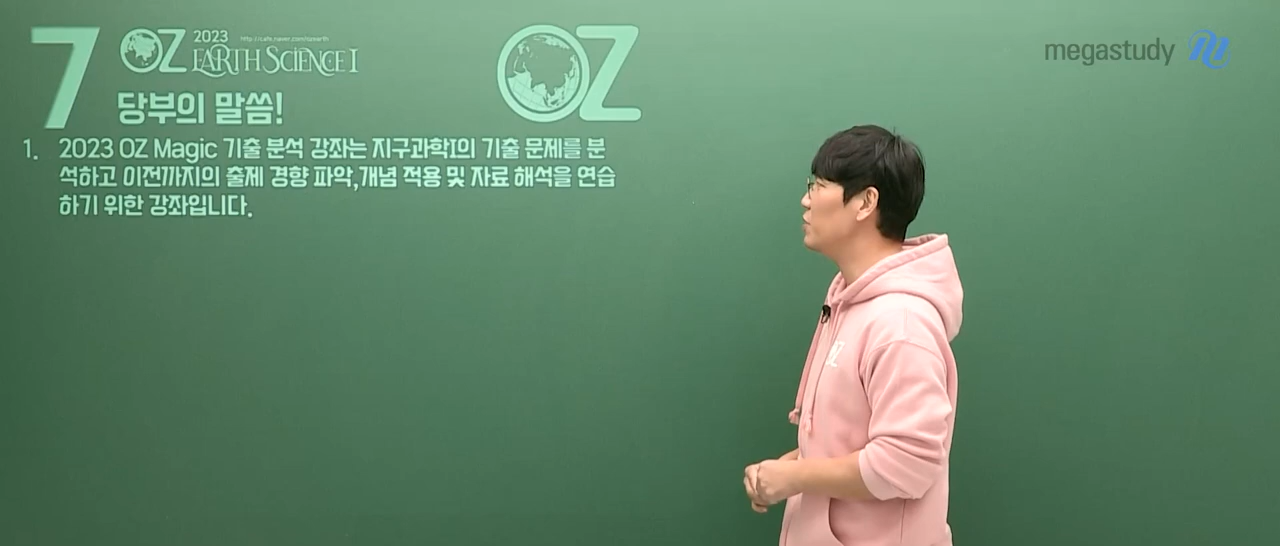 7
OZ 2023 http://cafe.naver.com/ozearth
EARTH SCIENCE I
당부의 말씀!
OZ
megastudy
1. 2023 OZ Magic 기출 분석 강좌는 지구과학I의 기출 문제를 분
석하고 이전까지의 출제 경향 파악,개념 적용 및 자료 해석을 연습
하기 위한 강좌입니다.
OZ